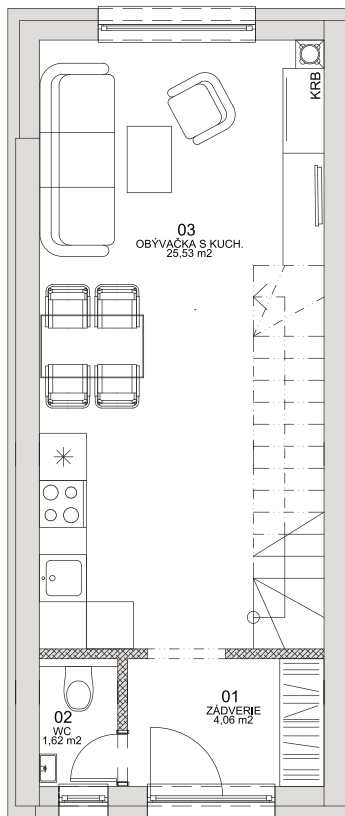 KRB
03
OBÝVAČKA S KUCH.
25,53 m2
01
ZÁDVERIE
4,06 m2
02
WC
1,62 m2